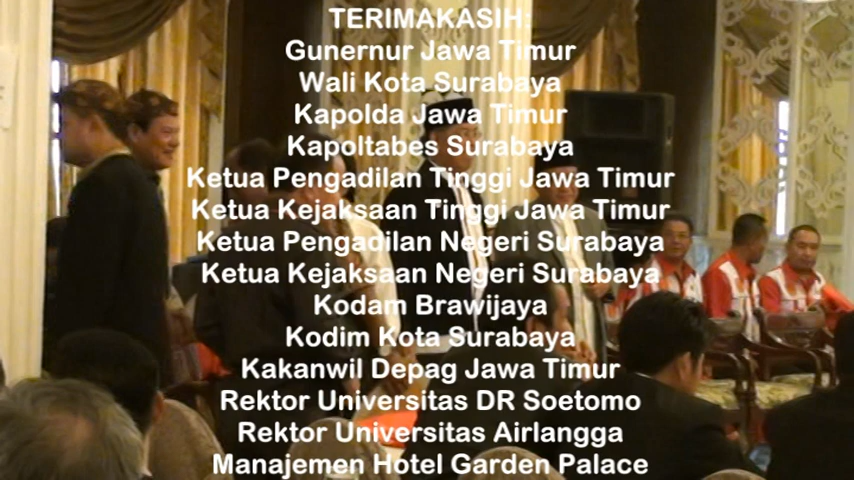 TERIMAKASIH:
Gunernur Jawa Timur
Wali Kota Surabaya
Kapolda Jawa Timur
Kapoltabes Surabaya
Ketua Pengadilan Tinggi Jawa Timur
Ketua Kejaksaan Tinggi Jawa Timur
Ketua Pengadilan Negeri Surabaya
Ketua Kejaksaan Negeri Surabaya
Kodam Brawijaya
Kodim Kota Surabaya
Kakanwil Depag Jawa Timur
Rektor Universitas DR Soetomo
Rektor Universitas Airlangga
Manajemen Hotel Garden Palace